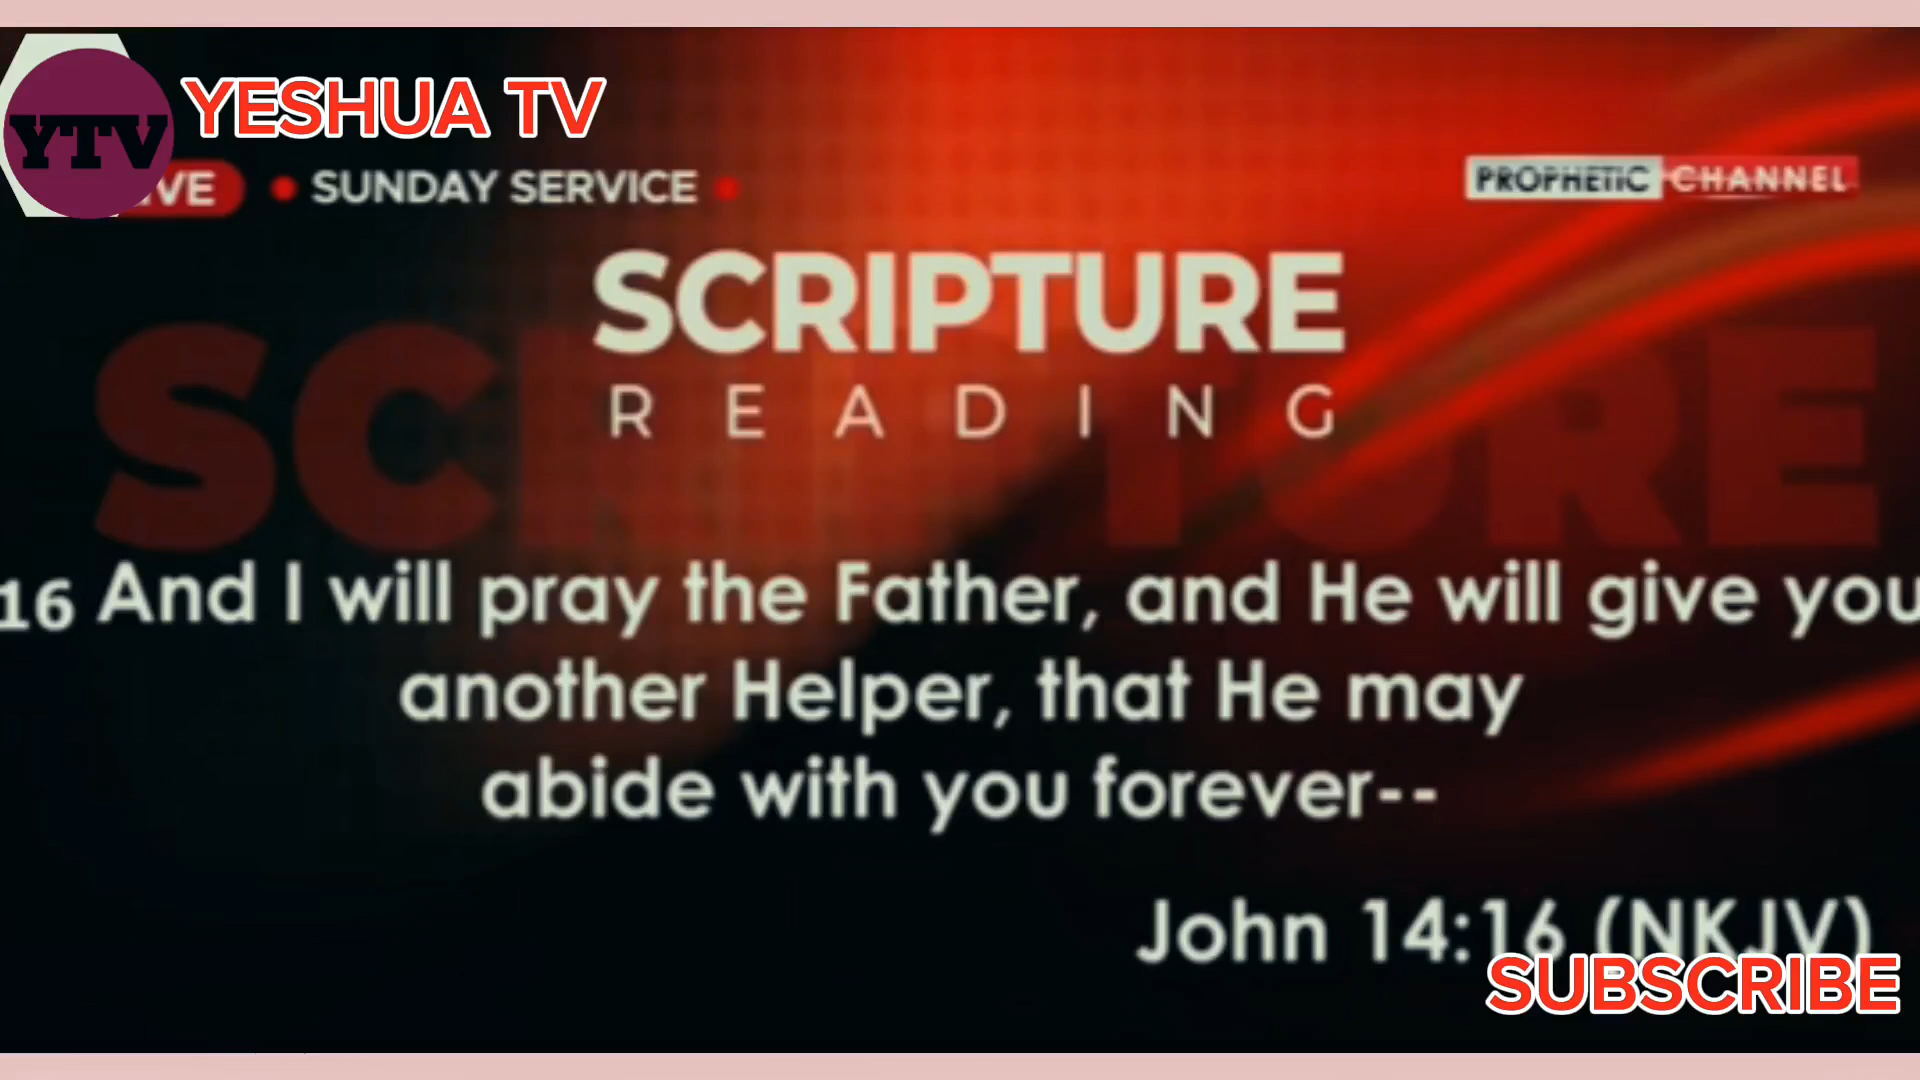 YTV
YESHUA TV
SUNDAY SERVICE
PROPHETIC CHANNEL
SCRIPTURE
READING
SCRIPTURE
16 And I will pray the Father, and He will give you
another Helper, that He may
abide with you forever--
John 14:16 (NKJV)
SUBSCRIBE